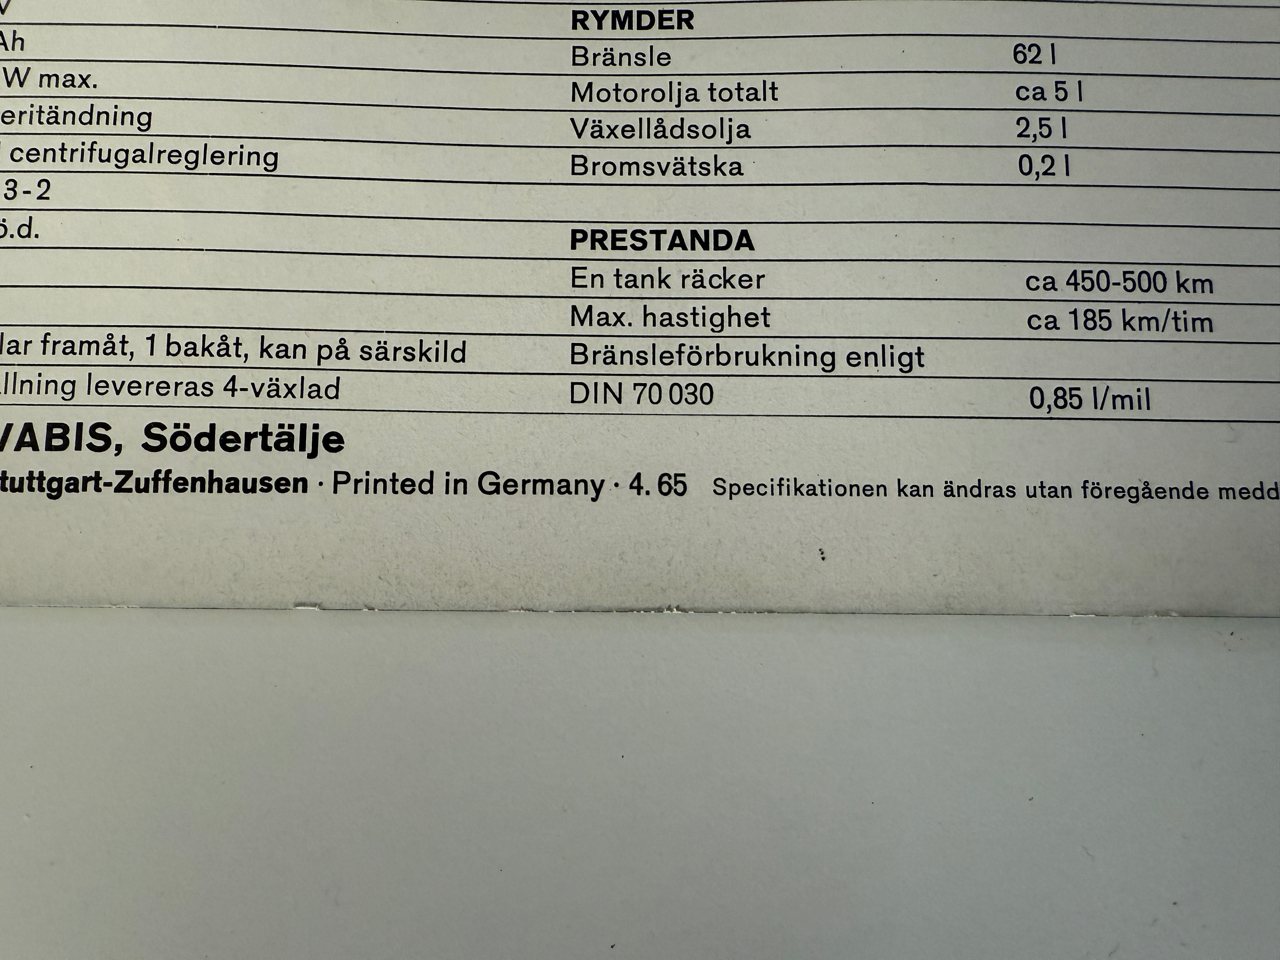 Ah
W max.
eritändning
centrifugalreglering
3-2
ö.d.
lar framåt, 1 bakåt, kan på särskild
llning levereras 4-växlad
RYMDER
Bränsle 62 l
Motorolja totalt ca 5 l
Växellådsolja 2,5 l
Bromsvätska 0,2 l
PRESTANDA
En tank räcker ca 450-500 km
Max. hastighet ca 185 km/tim
Bränsleförbrukning enligt
DIN 70 030 0,85 l/mil
VABIS, Södertälje
tuttgart-Zuffenhausen · Printed in Germany · 4. 65 Specifikationen kan ändras utan föregående medd